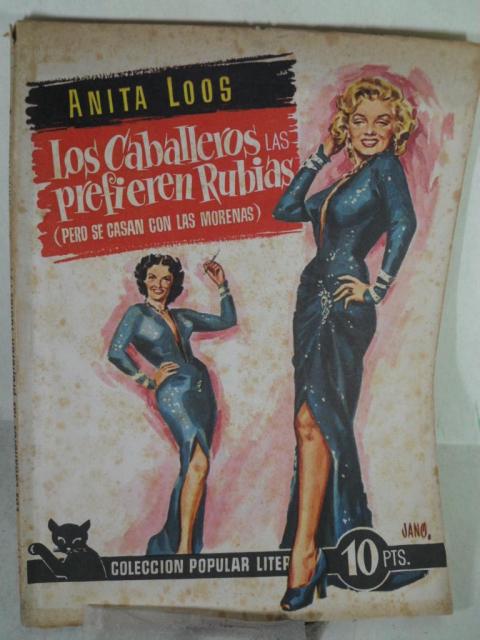 ANITA LOOS
Los Caballeros LAS
prefieren Rubias
(PERO SE CASAN CON LAS MORENAS)
JANO.
COLECCION POPULAR LITER
10 PTS.